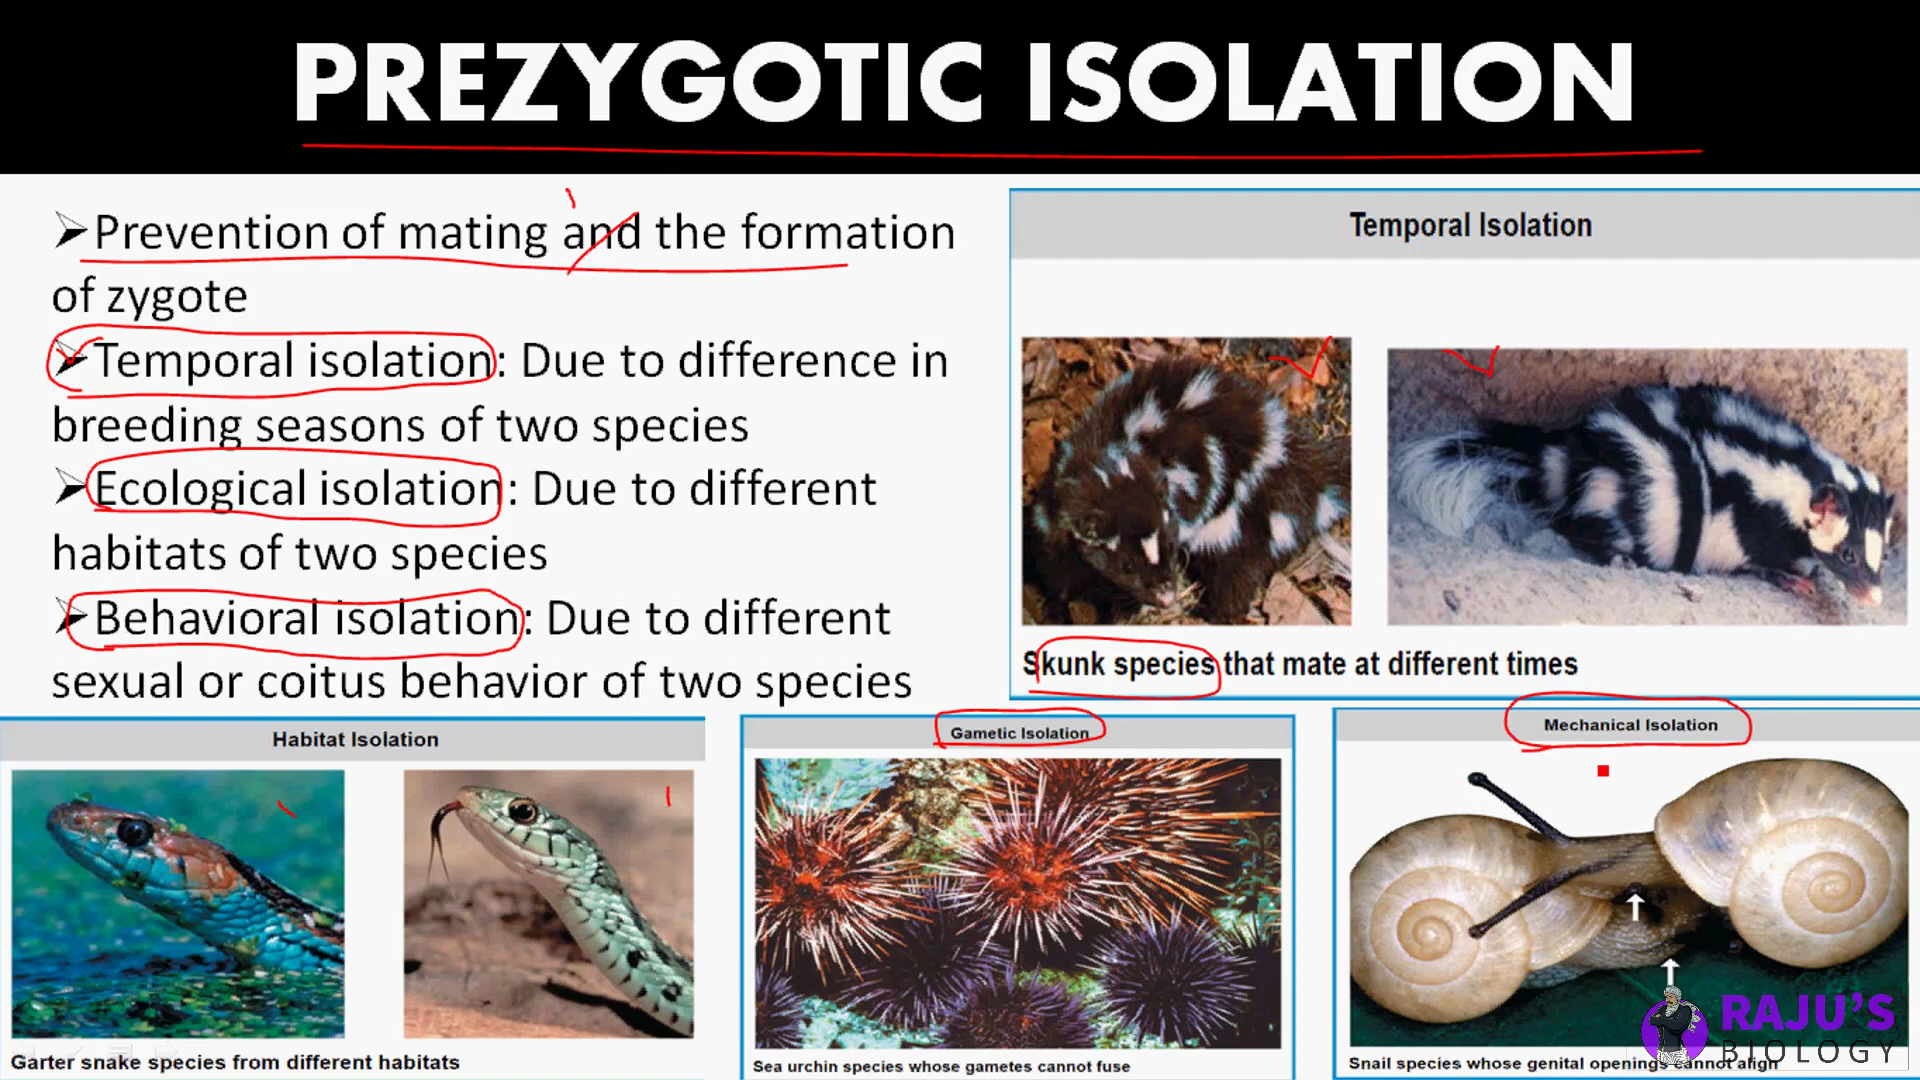 PREZYGOTIC ISOLATION
➢Prevention of mating and the formation
of zygote
➢Temporal isolation: Due to difference in
breeding seasons of two species
➢Ecological isolation: Due to different
habitats of two species
➢Behavioral isolation: Due to different
sexual or coitus behavior of two species
Temporal Isolation
Skunk species that mate at different times
Habitat Isolation
Garter snake species from different habitats
Gametic Isolation
Sea urchin species whose gametes cannot fuse
Mechanical Isolation
Snail species whose genital openings cannot align
RAJU'S
BIOLOGY